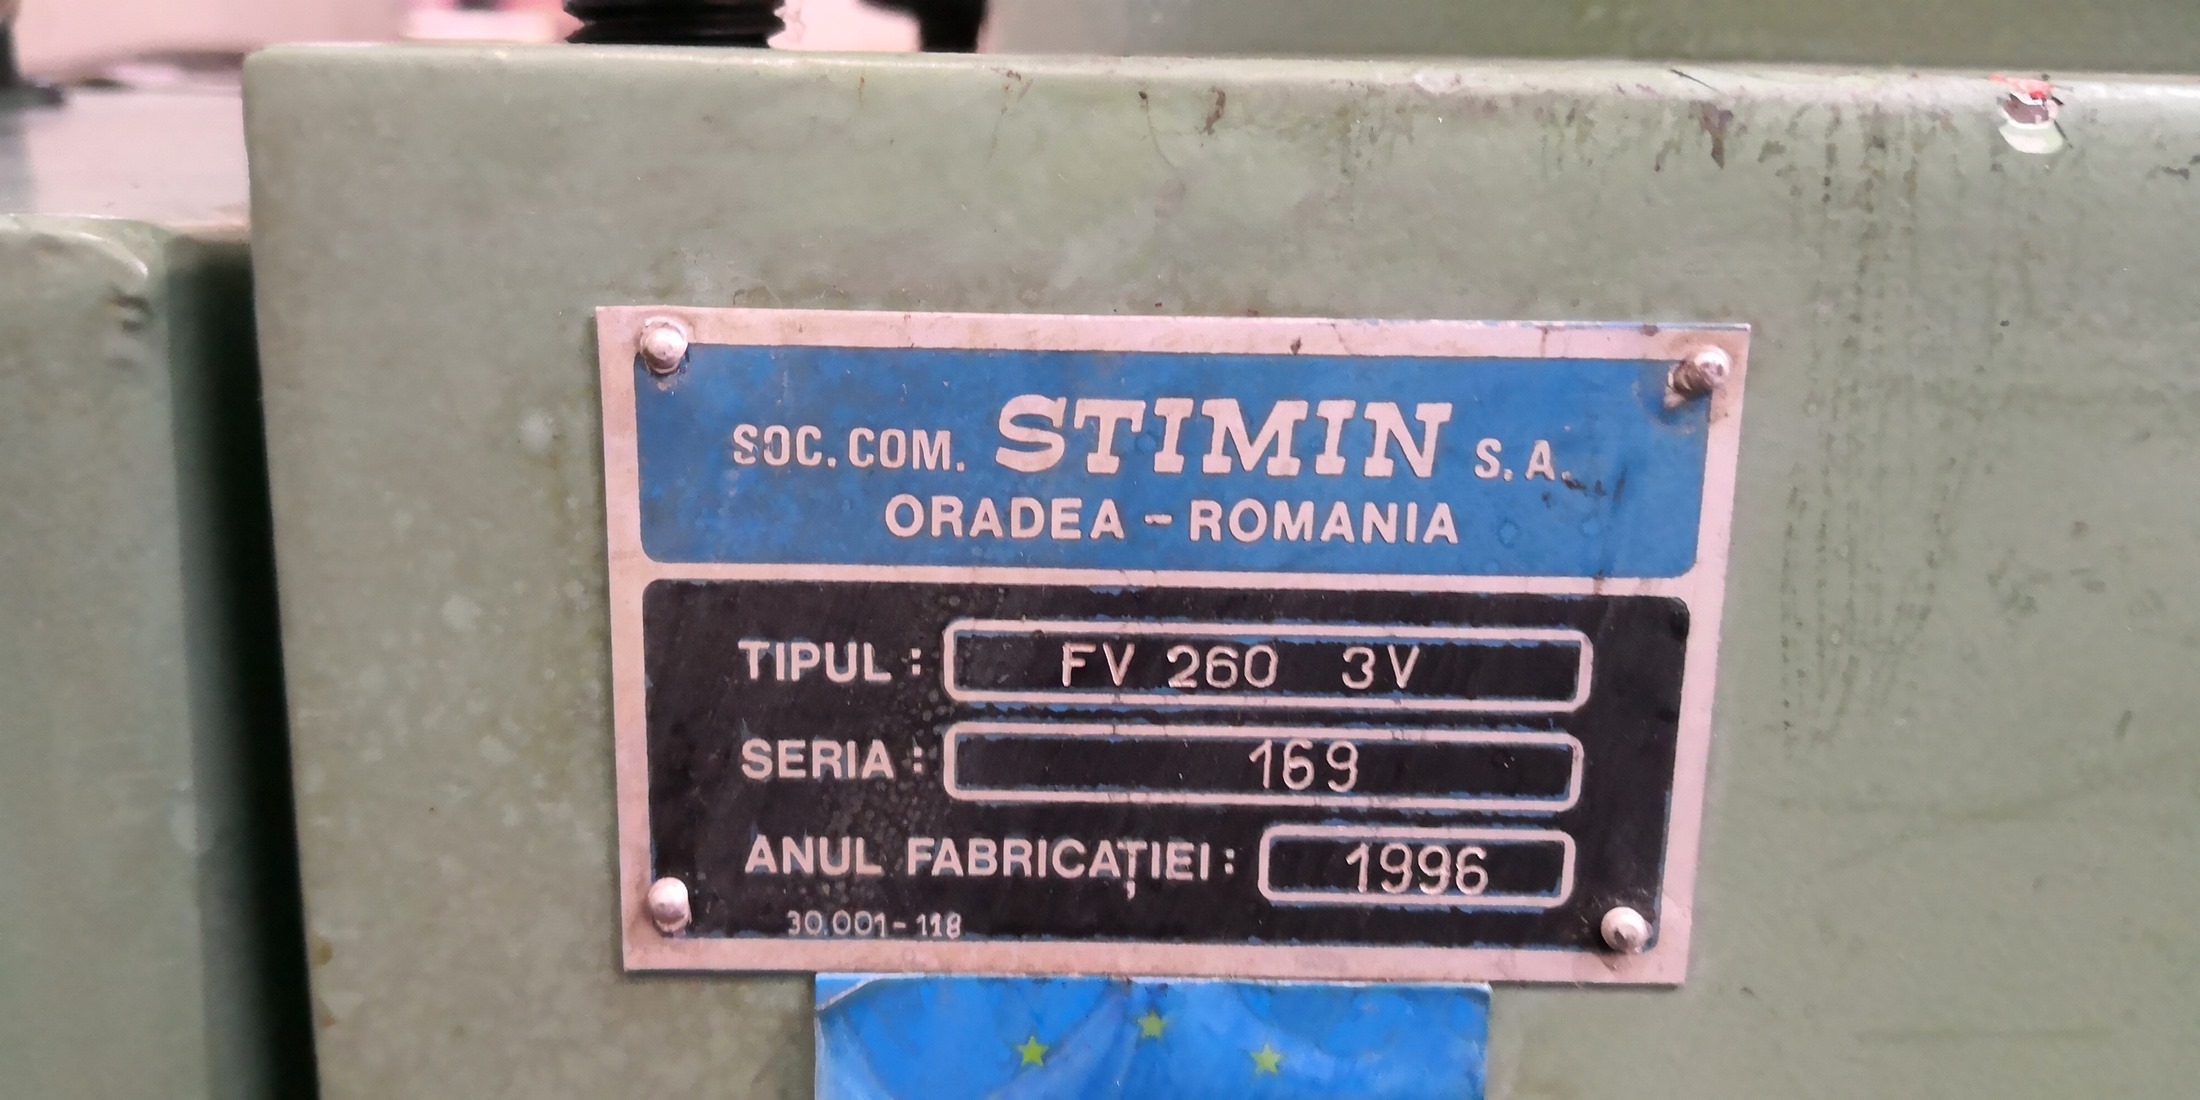 SOC. COM. STIMIN S. A.
ORADEA - ROMANIA
TIPUL : FV 260 3V
SERIA : 169
ANUL FABRICAȚIEI : 1996
30.001-118